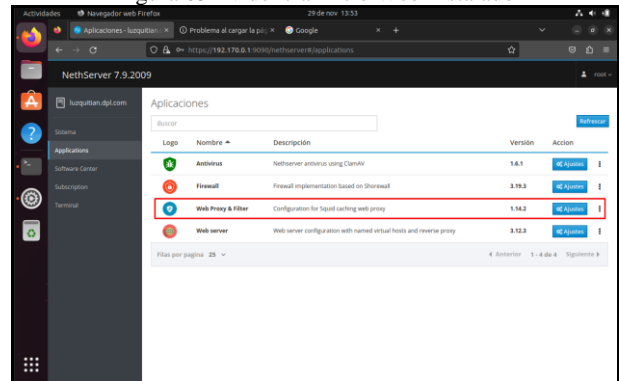 Actividades Navegador web Firefox 29 de nov 13:53
Aplicaciones - luzquitian. × Problema al cargar la pág × Google × +
https://192.170.0.1:9090/nethserver#/applications
NethServer 7.9.2009 root
luzquitian.dpl.com
Sistema
Applications
Software Center
Subscription
Terminal
Aplicaciones
Buscar
Refrescar
Logo Nombre Descripción Versión Accion
Antivirus Nethserver antivirus using ClamAV 1.6.1 Ajustes
Firewall Firewall implementation based on Shorewall 3.19.3 Ajustes
Web Proxy & Filter Configuration for Squid caching web proxy 1.14.2 Ajustes
Web server Web server configuration with named virtual hosts and reverse proxy 3.12.3 Ajustes
Filas por pagina 25 Anterior 1 - 4 de 4 Siguiente